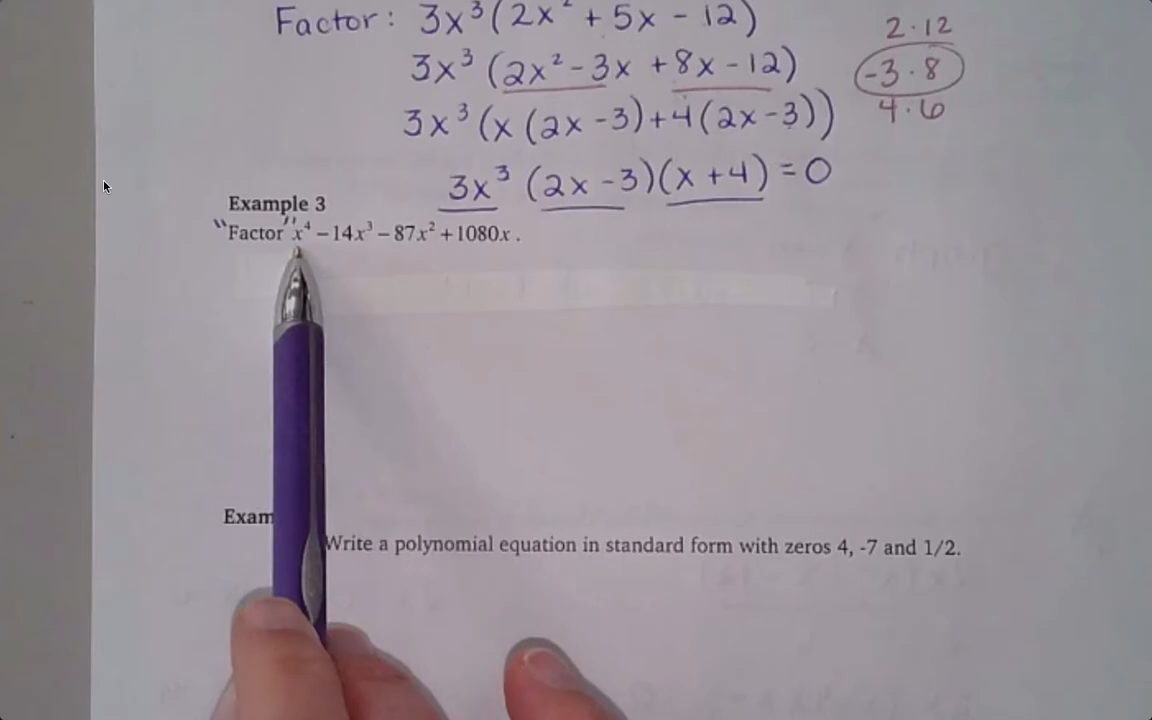 Factor: 3x³(2x² + 5x - 12)
2·12
3x³ (2x² - 3x + 8x - 12)
-3·8
3x³ (x (2x - 3) + 4(2x - 3))
4·6
3x³ (2x - 3)(x + 4) = 0
Example 3
"Factor" x⁴ − 14x³ − 87x² + 1080x.
Exam
Write a polynomial equation in standard form with zeros 4, -7 and 1/2.